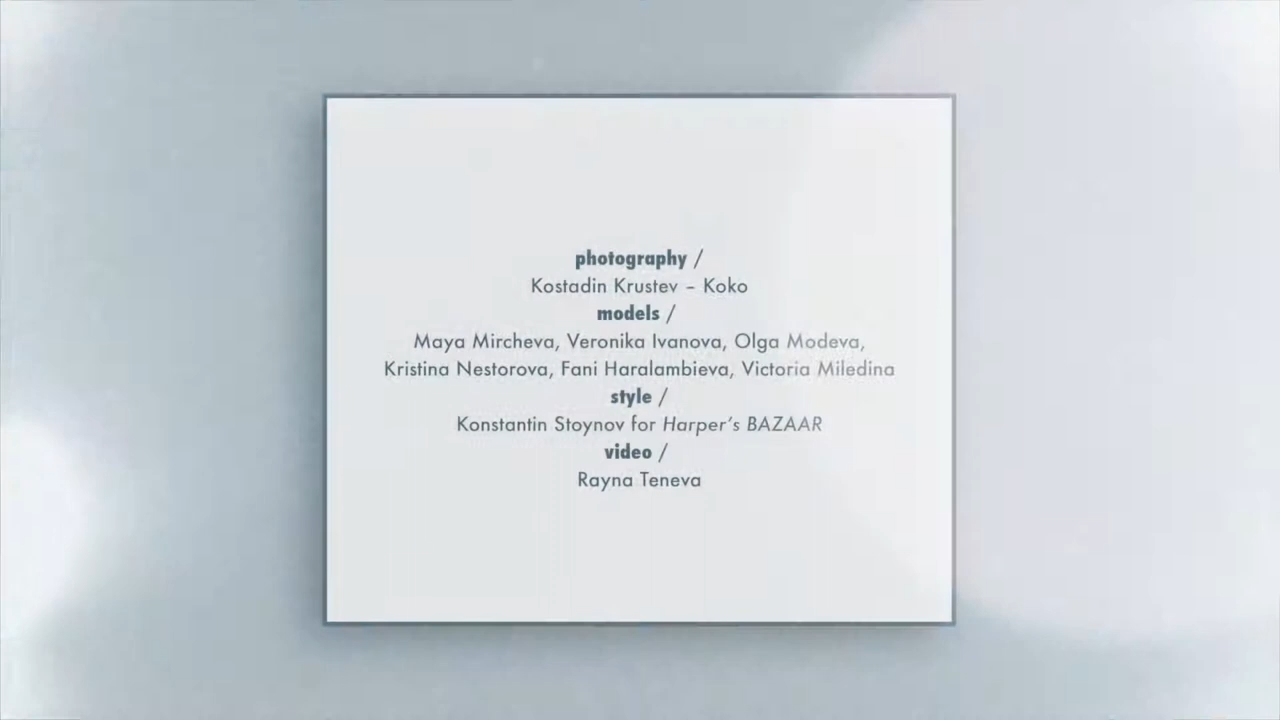 photography /
Kostadin Krustev – Koko
models /
Maya Mircheva, Veronika Ivanova, Olga Modeva,
Kristina Nestorova, Fani Haralambieva, Victoria Miledina
style /
Konstantin Stoynov for Harper's BAZAAR
video /
Rayna Teneva